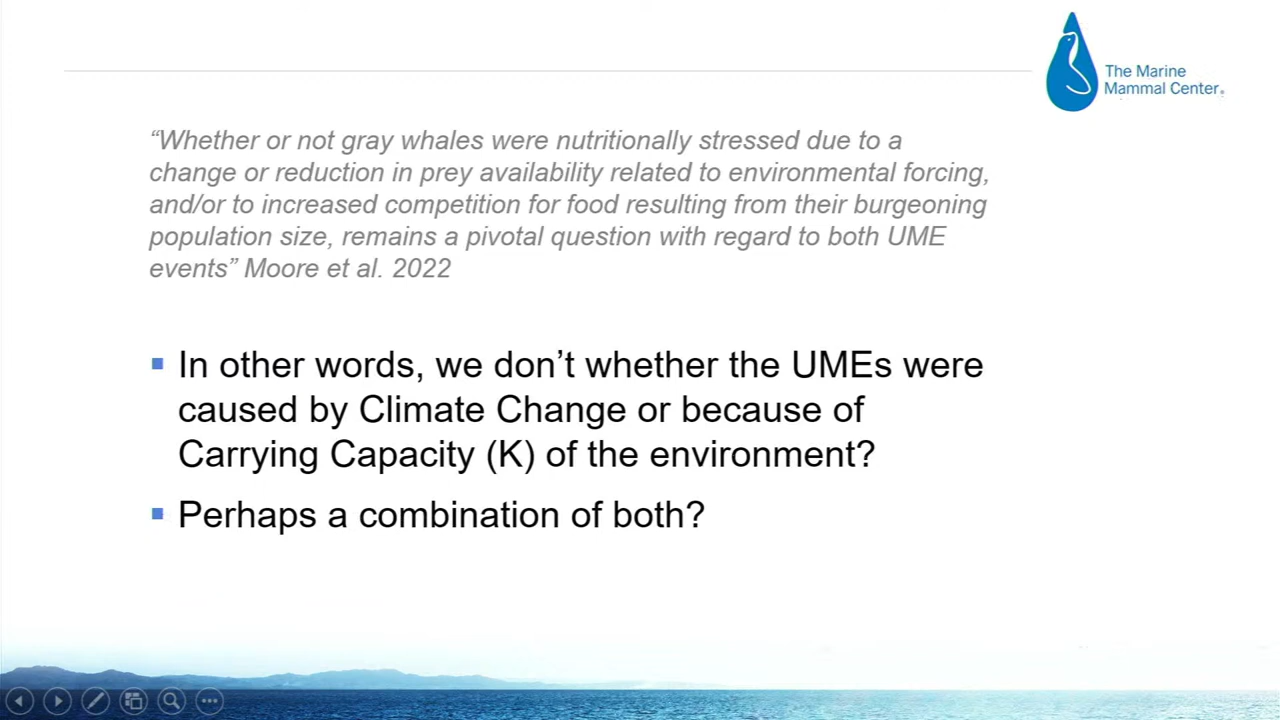 The Marine
Mammal Center®
“Whether or not gray whales were nutritionally stressed due to a
change or reduction in prey availability related to environmental forcing,
and/or to increased competition for food resulting from their burgeoning
population size, remains a pivotal question with regard to both UME
events” Moore et al. 2022
▪ In other words, we don’t whether the UMEs were
caused by Climate Change or because of
Carrying Capacity (K) of the environment?
▪ Perhaps a combination of both?